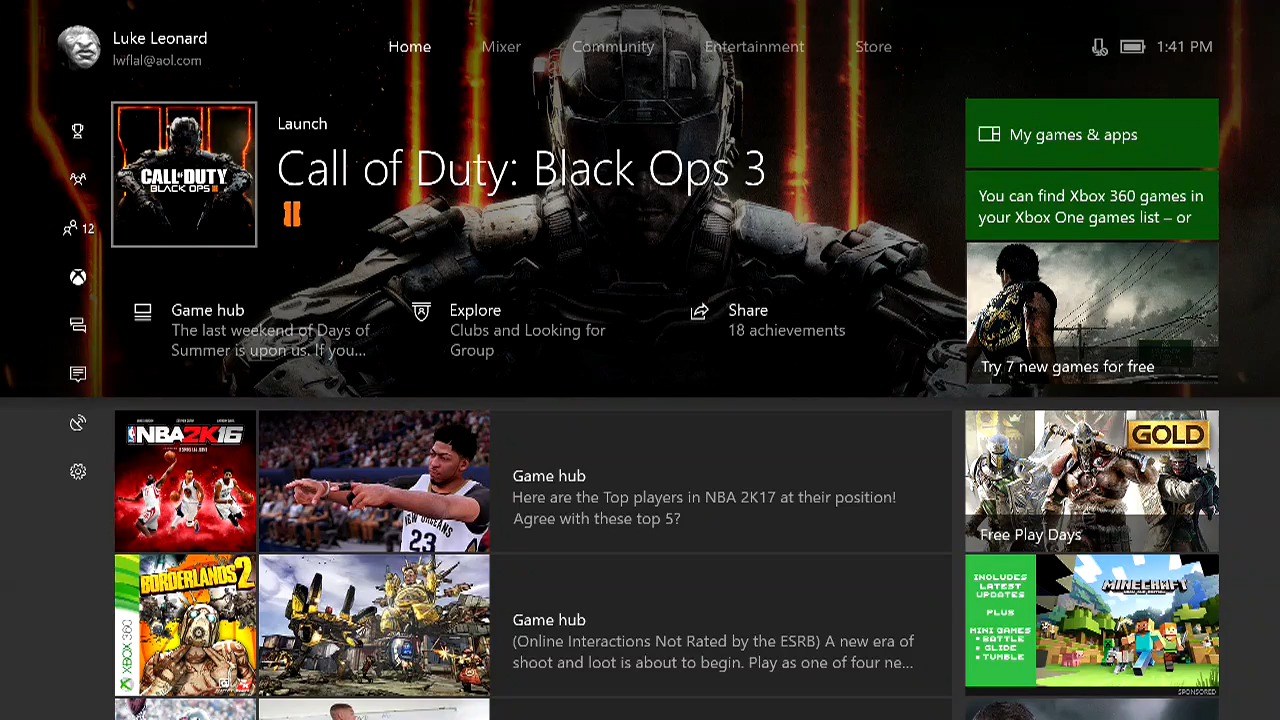 Luke Leonard
lwflal@aol.com
Home
Mixer
Community
Entertainment
Store
1:41 PM
CALL OF DUTY
BLACK OPS III
Launch
Call of Duty: Black Ops 3
My games & apps
You can find Xbox 360 games in
your Xbox One games list – or
12
Game hub
The last weekend of Days of
Summer is upon us. If you...
Explore
Clubs and Looking for
Group
Share
18 achievements
Try 7 new games for free
NBA2K16
NEW ORLEANS
23
Game hub
Here are the Top players in NBA 2K17 at their position!
Agree with these top 5?
GOLD
Free Play Days
XBOX 360
BORDERLANDS 2
Game hub
(Online Interactions Not Rated by the ESRB) A new era of
shoot and loot is about to begin. Play as one of four ne...
INCLUDES
LATEST
UPDATES
PLUS
MINI GAMES
• BATTLE
• GLIDE
• TUMBLE
MINECRAFT
SPONSORED